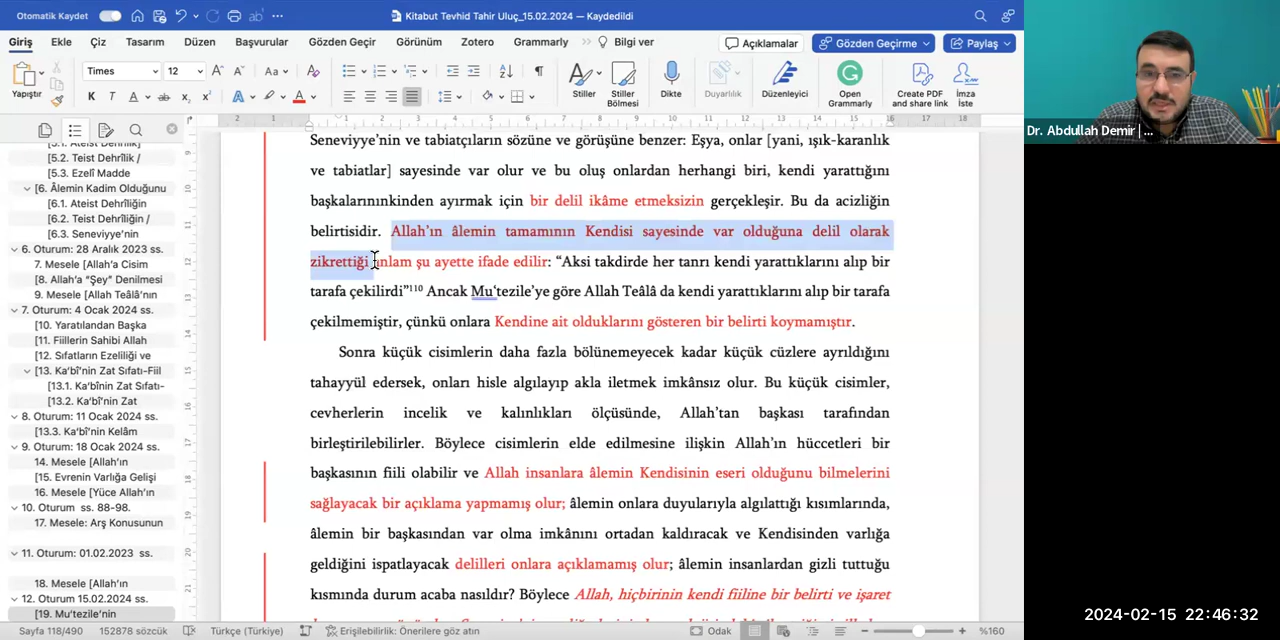 Otomatik Kaydet
Kitabut Tevhid Tahir Uluç_15.02.2024 — Kaydedildi
Giriş Ekle Çiz Tasarım Düzen Başvurular Gözden Geçir Görünüm Zotero Grammarly Bilgi ver Açıklamalar Gözden Geçirme Paylaş
Yapıştır Times 12 Stiller Stiller Bölmesi Dikte Duyarlılık Düzenleyici Open Grammarly Create PDF and share link İmza İste
[5.1. Ateist Dehrîlik]
[5.2. Teist Dehrîlik /
[5.3. Ezelî Madde
[6. Âlemin Kadim Olduğunu
[6.1. Ateist Dehrîliğin
[6.2. Teist Dehrîliğin /
[6.3. Seneviyye'nin
6. Oturum: 28 Aralık 2023 ss.
7. Mesele [Allah'a Cisim
[8. Allah'a "Şey" Denilmesi
9. Mesele [Allah Teâlâ'nın
7. Oturum: 4 Ocak 2024 ss.
[10. Yaratılandan Başka
[11. Fiillerin Sahibi Allah
[12. Sıfatların Ezeliliği ve
[13. Ka'bî'nin Zat Sıfatı-Fiil
[13.1. Ka'bînin Zat Sıfatı-
[13.2. Ka'bî'nin Zat
8. Oturum: 11 Ocak 2024 ss.
[13.3. Ka'bî'nin Kelâm
9. Oturum: 18 Ocak 2024 ss.
14. Mesele [Allah'ın
[15. Evrenin Varlığa Gelişi
16. Mesele [Yüce Allah'ın
10. Oturum ss. 88-98.
17. Mesele: Arş Konusunun
11. Oturum: 01.02.2023 ss.
18. Mesele [Allah'ın
12. Oturum 15.02.2024 ss.
[19. Mu'tezile'nin
Seneviyye'nin ve tabiatçıların sözüne ve görüşüne benzer: Eşya, onlar [yani, ışık-karanlık
ve tabiatlar] sayesinde var olur ve bu oluş onlardan herhangi biri, kendi yarattığını
başkalarınınkinden ayırmak için bir delil ikâme etmeksizin gerçekleşir. Bu da acizliğin
belirtisidir. Allah'ın âlemin tamamının Kendisi sayesinde var olduğuna delil olarak
zikrettiği anlam şu ayette ifade edilir: "Aksi takdirde her tanrı kendi yarattıklarını alıp bir
tarafa çekilirdi"110 Ancak Mu'tezile'ye göre Allah Teâlâ da kendi yarattıklarını alıp bir tarafa
çekilmemiştir, çünkü onlara Kendine ait olduklarını gösteren bir belirti koymamıştır.
Sonra küçük cisimlerin daha fazla bölünemeyecek kadar küçük cüzlere ayrıldığını
tahayyül edersek, onları hisle algılayıp akla iletmek imkânsız olur. Bu küçük cisimler,
cevherlerin incelik ve kalınlıkları ölçüsünde, Allah'tan başkası tarafından
birleştirilebilirler. Böylece cisimlerin elde edilmesine ilişkin Allah'ın hüccetleri bir
başkasının fiili olabilir ve Allah insanlara âlemin Kendisinin eseri olduğunu bilmelerini
sağlayacak bir açıklama yapmamış olur; âlemin onlara duyularıyla algılattığı kısımlarında,
âlemin bir başkasından var olma imkânını ortadan kaldıracak ve Kendisinden varlığa
geldiğini ispatlayacak delilleri onlara açıklamamış olur; âlemin insanlardan gizli tuttuğu
kısmında durum acaba nasıldır? Böylece Allah, hiçbirinin kendi fiiline bir belirti ve işaret
Sayfa 118/490 152878 sözcük Türkçe (Türkiye) Erişilebilirlik: Önerilere göz atın Odak %160
Dr. Abdullah Demir | ...
2024-02-15 22:46:32